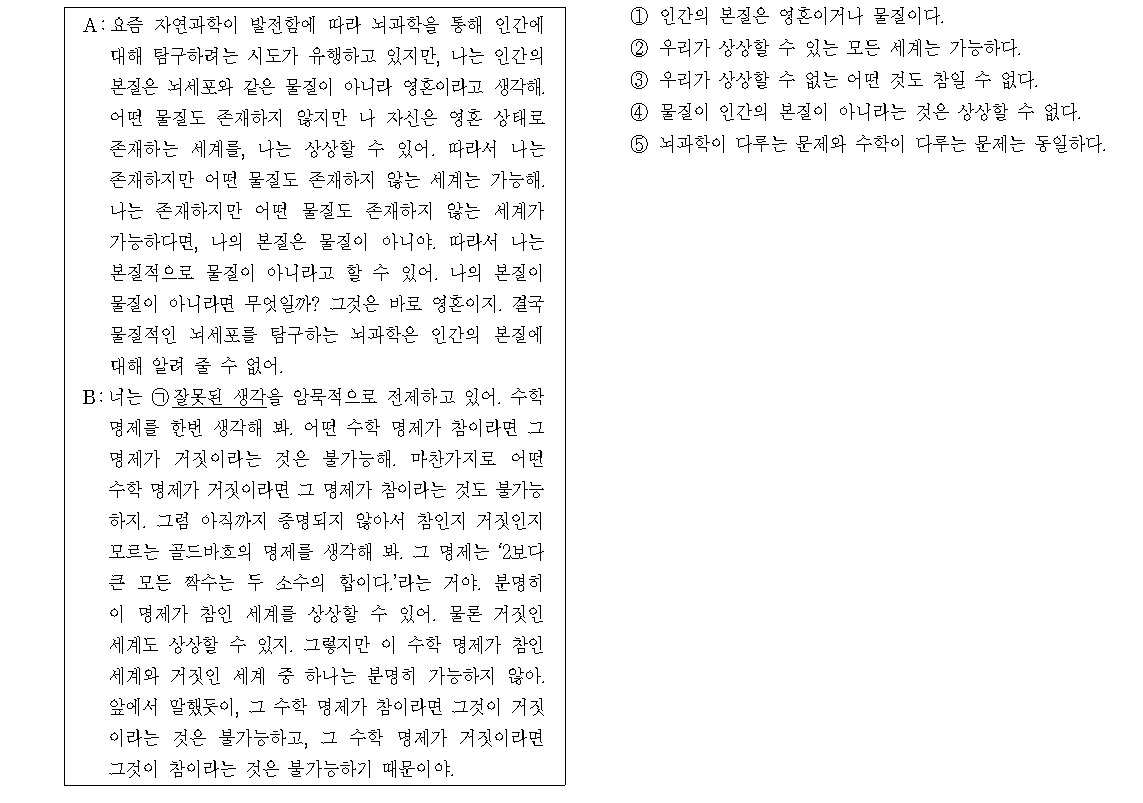 A: 요즘 자연과학이 발전함에 따라 뇌과학을 통해 인간에
대해 탐구하려는 시도가 유행하고 있지만, 나는 인간의
본질은 뇌세포와 같은 물질이 아니라 영혼이라고 생각해.
어떤 물질도 존재하지 않지만 나 자신은 영혼 상태로
존재하는 세계를, 나는 상상할 수 있어. 따라서 나는
존재하지만 어떤 물질도 존재하지 않는 세계는 가능해.
나는 존재하지만 어떤 물질도 존재하지 않는 세계가
가능하다면, 나의 본질은 물질이 아니야. 따라서 나는
본질적으로 물질이 아니라고 할 수 있어. 나의 본질이
물질이 아니라면 무엇일까? 그것은 바로 영혼이지. 결국
물질적인 뇌세포를 탐구하는 뇌과학은 인간의 본질에
대해 알려 줄 수 없어.
B: 너는 ㉠잘못된 생각을 암묵적으로 전제하고 있어. 수학
명제를 한번 생각해 봐. 어떤 수학 명제가 참이라면 그
명제가 거짓이라는 것은 불가능해. 마찬가지로 어떤
수학 명제가 거짓이라면 그 명제가 참이라는 것도 불가능
하지. 그럼 아직까지 증명되지 않아서 참인지 거짓인지
모르는 골드바흐의 명제를 생각해 봐. 그 명제는 ‘2보다
큰 모든 짝수는 두 소수의 합이다.’라는 거야. 분명히
이 명제가 참인 세계를 상상할 수 있어. 물론 거짓인
세계도 상상할 수 있지. 그렇지만 이 수학 명제가 참인
세계와 거짓인 세계 중 하나는 분명히 가능하지 않아.
앞에서 말했듯이, 그 수학 명제가 참이라면 그것이 거짓
이라는 것은 불가능하고, 그 수학 명제가 거짓이라면
그것이 참이라는 것은 불가능하기 때문이야.
① 인간의 본질은 영혼이거나 물질이다.
② 우리가 상상할 수 있는 모든 세계는 가능하다.
③ 우리가 상상할 수 없는 어떤 것도 참일 수 없다.
④ 물질이 인간의 본질이 아니라는 것은 상상할 수 없다.
⑤ 뇌과학이 다루는 문제와 수학이 다루는 문제는 동일하다.